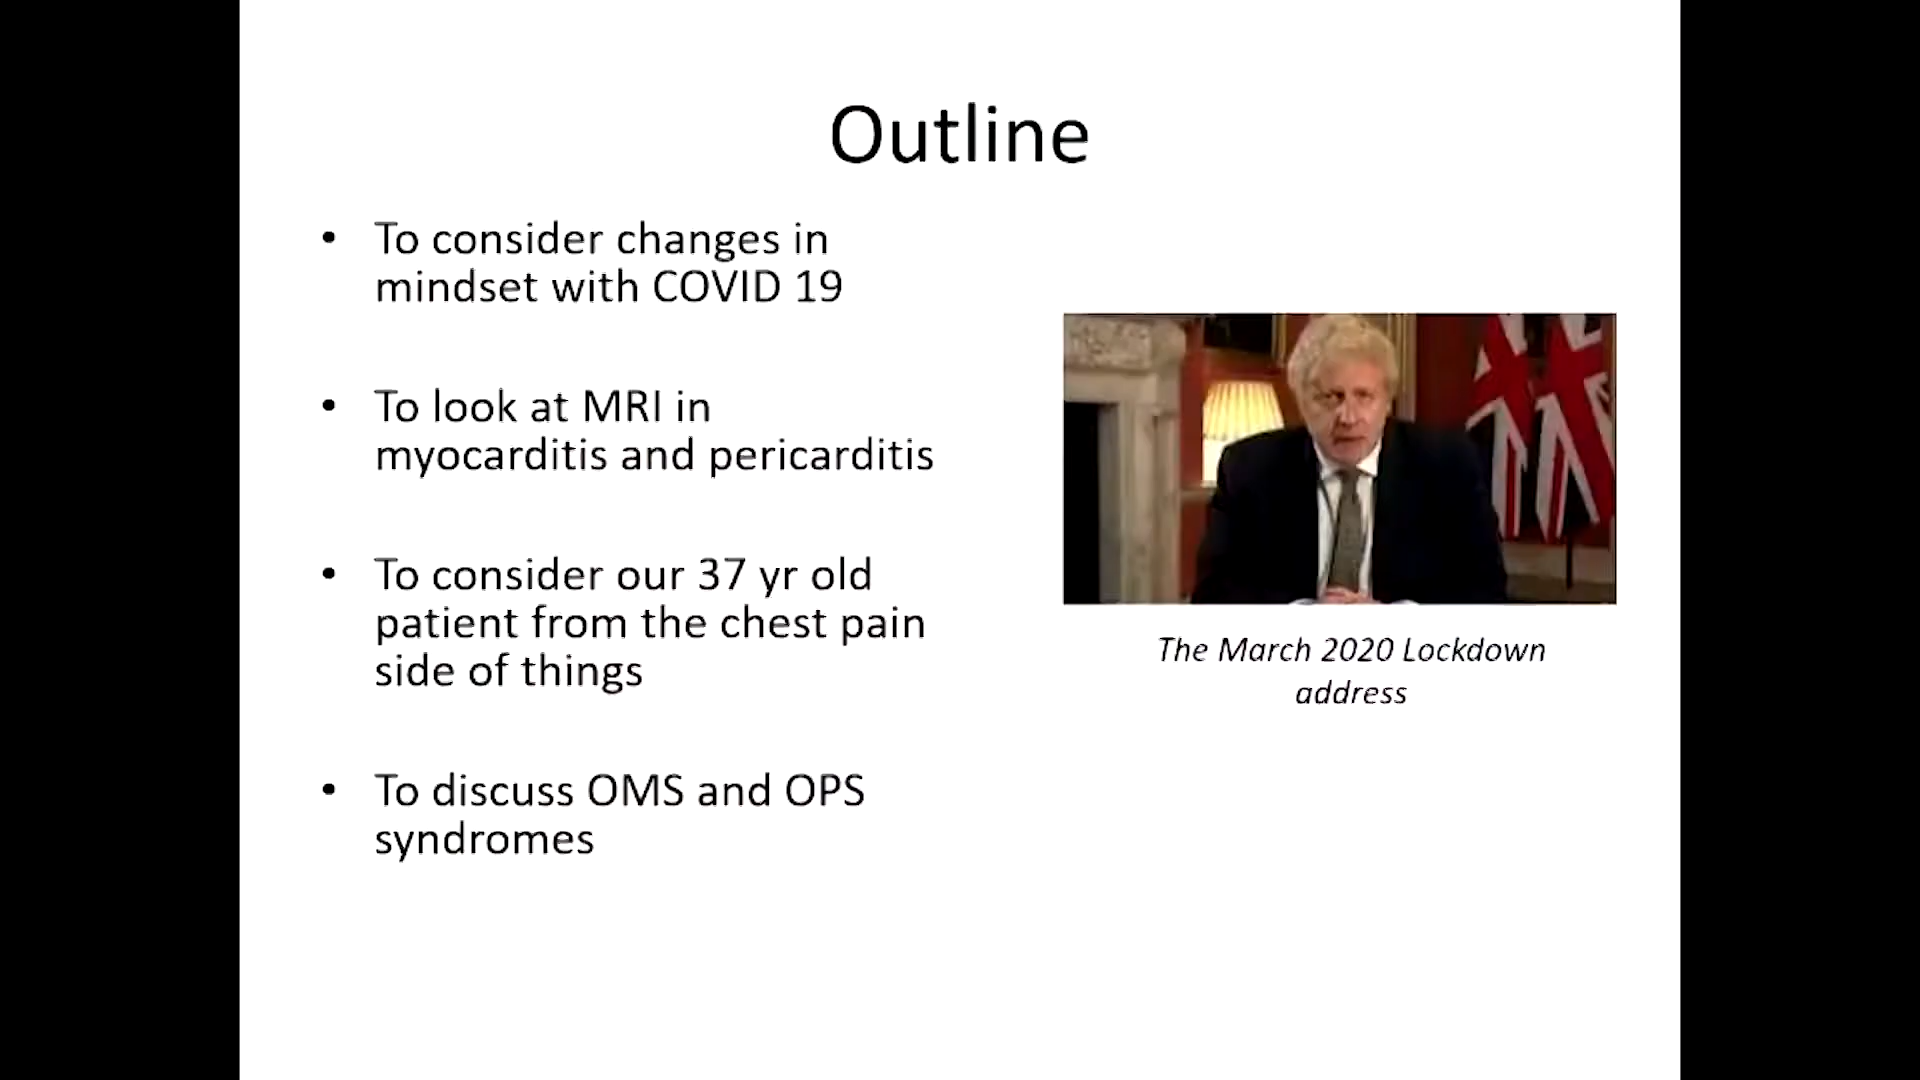 Outline
• To consider changes in
mindset with COVID 19
• To look at MRI in
myocarditis and pericarditis
• To consider our 37 yr old
patient from the chest pain
side of things
• To discuss OMS and OPS
syndromes
The March 2020 Lockdown
address